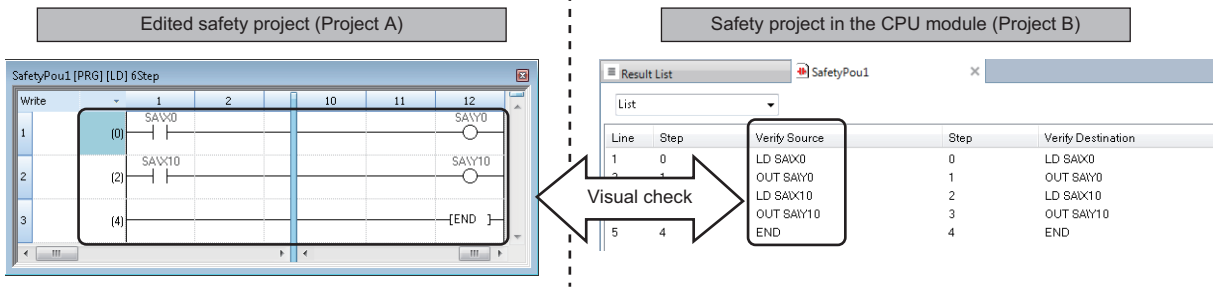 Edited safety project (Project A)
Safety project in the CPU module (Project B)
SafetyPou1 [PRG] [LD] 6Step
Write 1 2 10 11 12
1 (0) SA\X0 SA\Y0
2 (2) SA\X10 SA\Y10
3 (4) [END ]
Visual check
Result List SafetyPou1
List
Line Step Verify Source Step Verify Destination
1 0 LD SA\X0 0 LD SA\X0
OUT SA\Y0 1 OUT SA\Y0
LD SA\X10 2 LD SA\X10
OUT SA\Y10 3 OUT SA\Y10
5 4 END 4 END